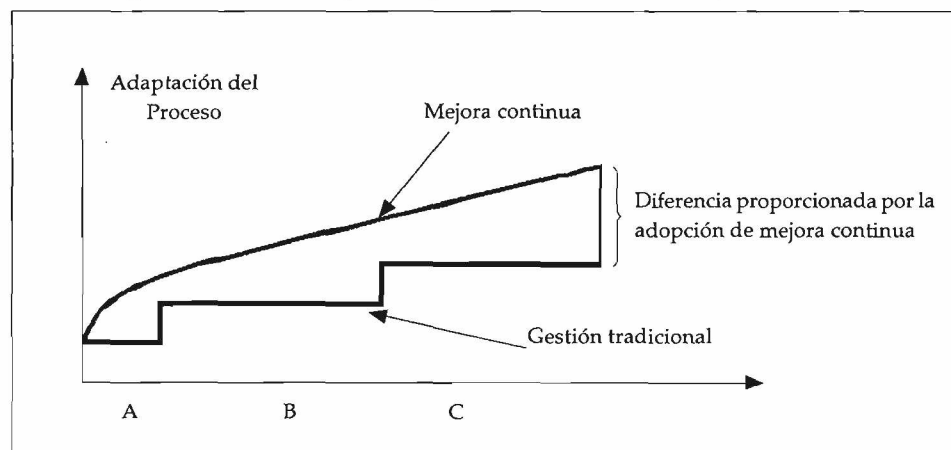 Adaptación del
Proceso
Mejora continua
Diferencia proporcionada por la
adopción de mejora continua
Gestión tradicional
A
B
C